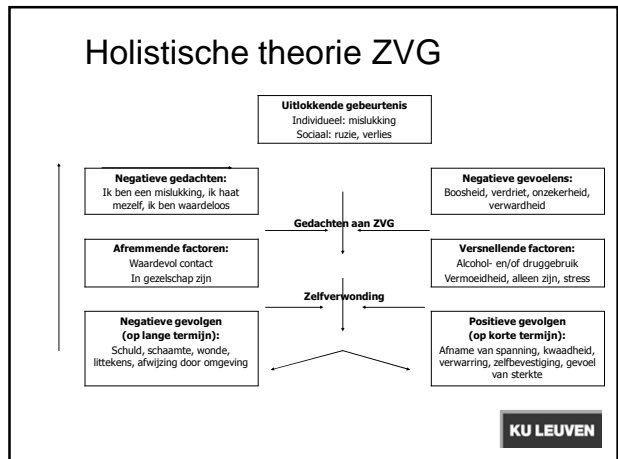 Holistische theorie ZVG
Uitlokkende gebeurtenis
Individueel: mislukking
Sociaal: ruzie, verlies
Negatieve gedachten:
Ik ben een mislukking, ik haat
mezelf, ik ben waardeloos
Negatieve gevoelens:
Boosheid, verdriet, onzekerheid,
verwardheid
Gedachten aan ZVG
Afremmende factoren:
Waardevol contact
In gezelschap zijn
Versnellende factoren:
Alcohol- en/of druggebruik
Vermoeidheid, alleen zijn, stress
Zelfverwonding
Negatieve gevolgen
(op lange termijn):
Schuld, schaamte, wonde,
littekens, afwijzing door omgeving
Positieve gevolgen
(op korte termijn):
Afname van spanning, kwaadheid,
verwarring, zelfbevestiging, gevoel
van sterkte
KU LEUVEN